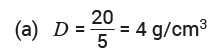 (a) D = 20/5 = 4 g/cm³